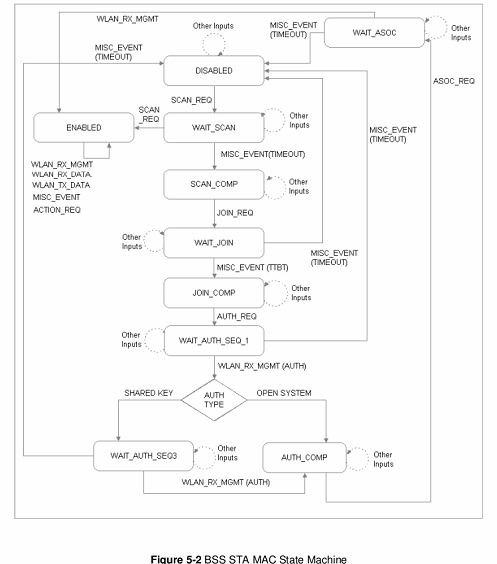 WLAN_RX_MGMT
Other Inputs
MISC_EVENT
(TIMEOUT)
WAIT_ASOC
Other
Inputs
MISC_EVENT
(TIMEOUT)
DISABLED
ASOC_REQ
SCAN_REQ
SCAN
_REQ
ENABLED
WAIT_SCAN
Other
Inputs
MISC_EVENT
(TIMEOUT)
MISC_EVENT(TIMEOUT)
WLAN_RX_MGMT
WLAN_RX_DATA
WLAN_TX_DATA
MISC_EVENT
ACTION_REQ
SCAN_COMP
Other
Inputs
JOIN_REQ
Other
Inputs
WAIT_JOIN
MISC_EVENT
(TIMEOUT)
MISC_EVENT (TTBT)
JOIN_COMP
Other
Inputs
AUTH_REQ
Other
Inputs
WAIT_AUTH_SEQ_1
WLAN_RX_MGMT (AUTH)
SHARED KEY
AUTH
TYPE
OPEN SYSTEM
WAIT_AUTH_SEQ3
Other
Inputs
AUTH_COMP
Other
Inputs
WLAN_RX_MGMT (AUTH)
Figure 5-2 BSS STA MAC State Machine